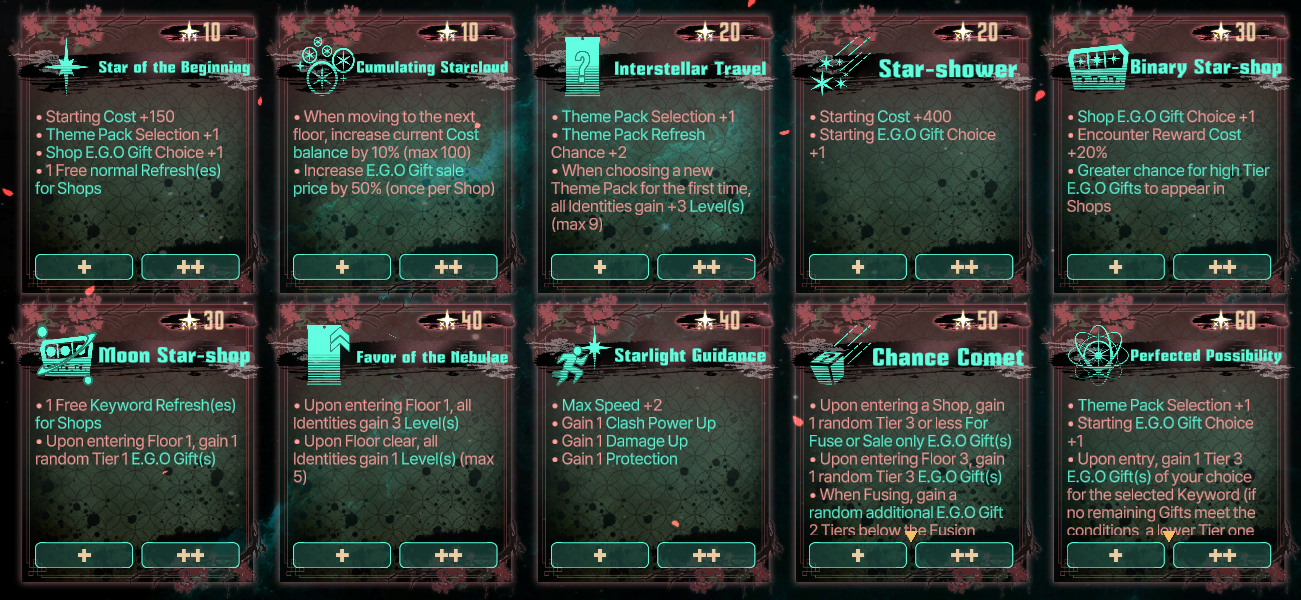 10
Star of the Beginning
• Starting Cost +150
• Theme Pack Selection +1
• Shop E.G.O Gift Choice +1
• 1 Free normal Refresh(es)
for Shops
+ ++
10
Cumulating Starcloud
• When moving to the next
floor, increase current Cost
balance by 10% (max 100)
• Increase E.G.O Gift sale
price by 50% (once per Shop)
+ ++
20
Interstellar Travel
?
• Theme Pack Selection +1
• Theme Pack Refresh
Chance +2
• When choosing a new
Theme Pack for the first time,
all Identities gain +3 Level(s)
(max 9)
+ ++
20
Star-shower
• Starting Cost +400
• Starting E.G.O Gift Choice
+1
+ ++
30
Binary Star-shop
• Shop E.G.O Gift Choice +1
• Encounter Reward Cost
+20%
• Greater chance for high Tier
E.G.O Gifts to appear in
Shops
+ ++
30
Moon Star-shop
• 1 Free Keyword Refresh(es)
for Shops
• Upon entering Floor 1, gain 1
random Tier 1 E.G.O Gift(s)
+ ++
40
Favor of the Nebulae
• Upon entering Floor 1, all
Identities gain 3 Level(s)
• Upon Floor clear, all
Identities gain 1 Level(s) (max
5)
+ ++
40
Starlight Guidance
• Max Speed +2
• Gain 1 Clash Power Up
• Gain 1 Damage Up
• Gain 1 Protection
+ ++
50
Chance Comet
• Upon entering a Shop, gain
1 random Tier 3 or less For
Fuse or Sale only E.G.O Gift(s)
• Upon entering Floor 3, gain
1 random Tier 3 E.G.O Gift(s)
• When Fusing, gain a
random additional E.G.O Gift
2 Tiers below the Fusion
+ ++
60
Perfected Possibility
• Theme Pack Selection +1
• Starting E.G.O Gift Choice
+1
• Upon entry, gain 1 Tier 3
E.G.O Gift(s) of your choice
for the selected Keyword (if
no remaining Gifts meet the
conditions, a lower Tier one
+ ++